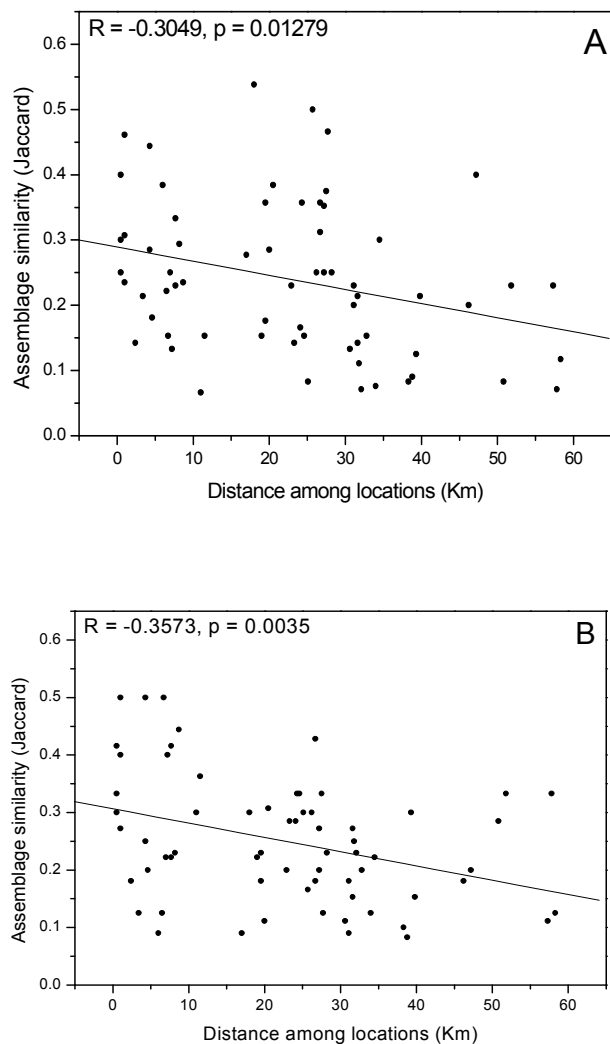 R = -0.3049, p = 0.01279
A
0.6
0.5
0.4
0.3
0.2
0.1
0.0
Assemblage similarity (Jaccard)
0 10 20 30 40 50 60
Distance among locations (Km)
R = -0.3573, p = 0.0035
B
0.6
0.5
0.4
0.3
0.2
0.1
0.0
Assemblage similarity (Jaccard)
0 10 20 30 40 50 60
Distance among locations (Km)